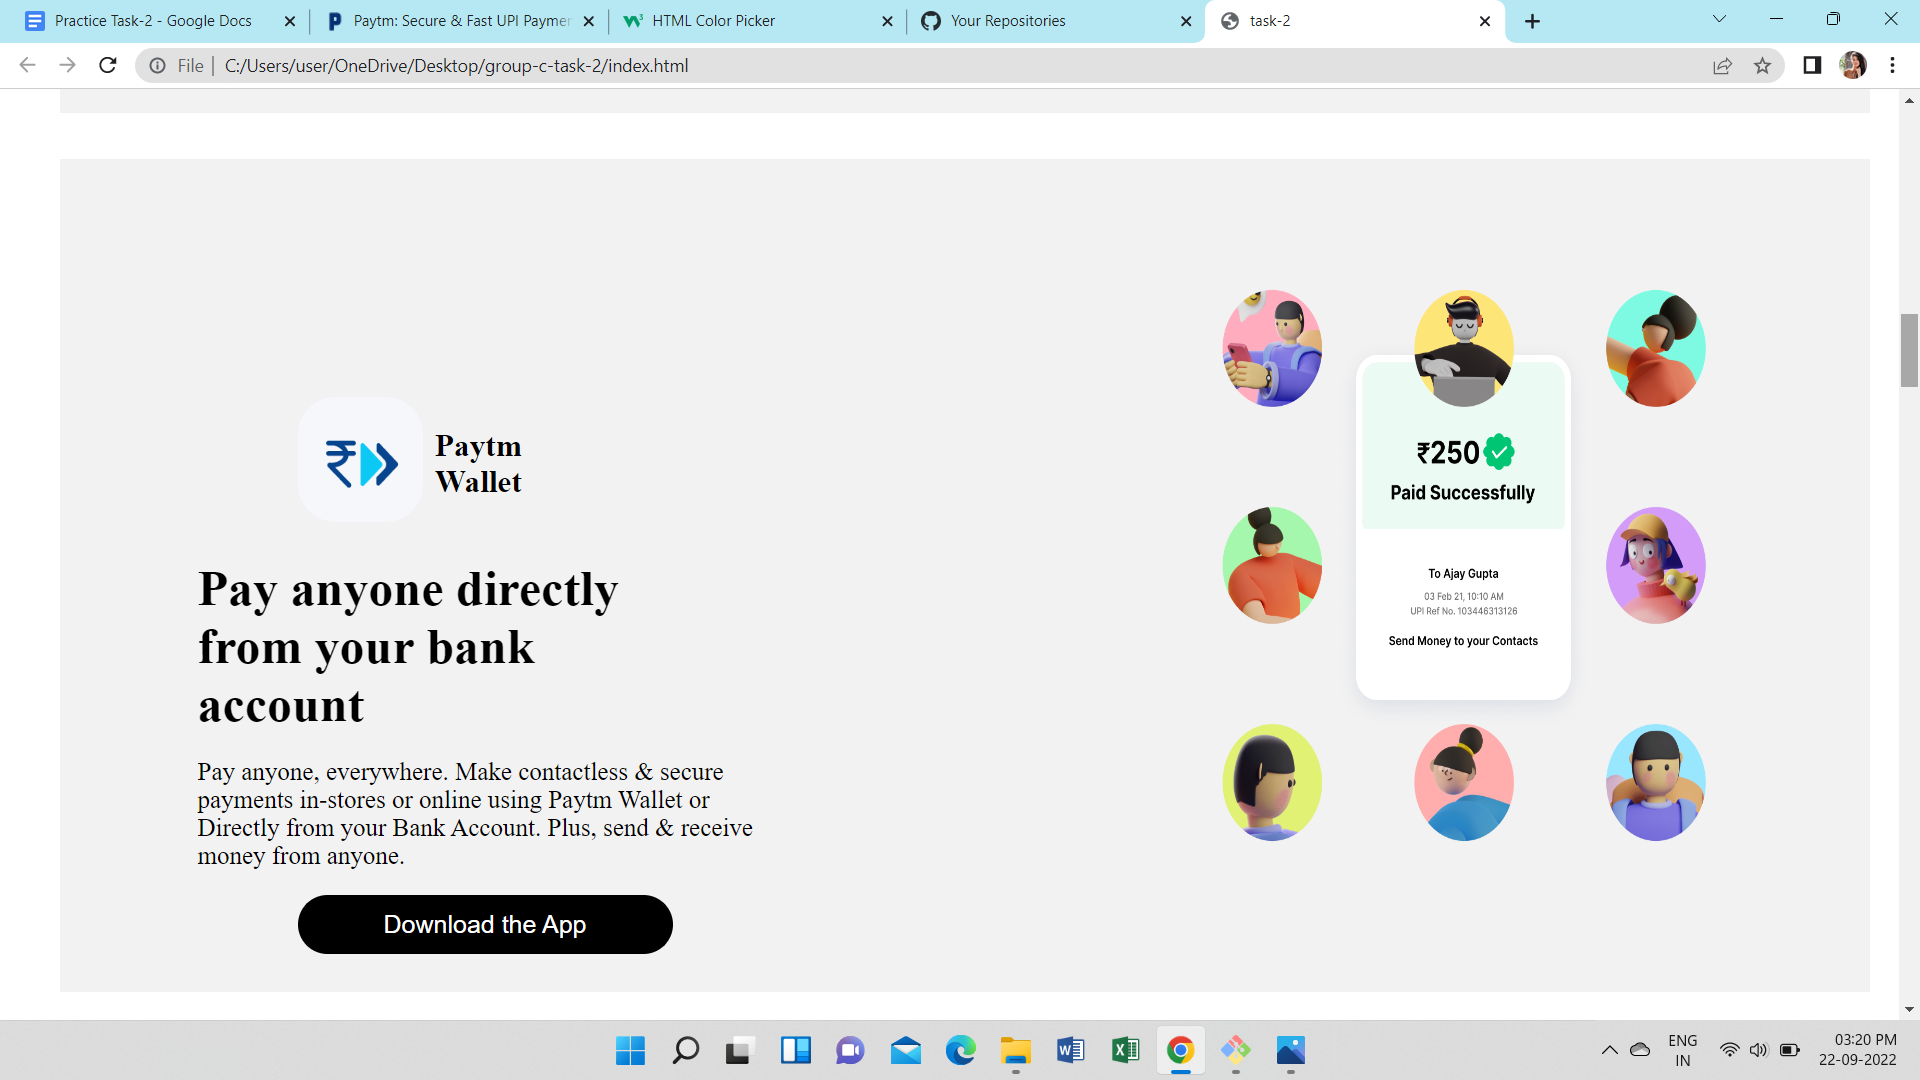 Practice Task-2 - Google Docs
Paytm: Secure & Fast UPI Paymen
HTML Color Picker
Your Repositories
task-2
File
C:/Users/user/OneDrive/Desktop/group-c-task-2/index.html
Paytm
Wallet
Pay anyone directly
from your bank
account
Pay anyone, everywhere. Make contactless & secure
payments in-stores or online using Paytm Wallet or
Directly from your Bank Account. Plus, send & receive
money from anyone.
Download the App
₹250
Paid Successfully
To Ajay Gupta
03 Feb 21, 10:10 AM
UPI Ref No. 103446313126
Send Money to your Contacts
ENG
IN
03:20 PM
22-09-2022